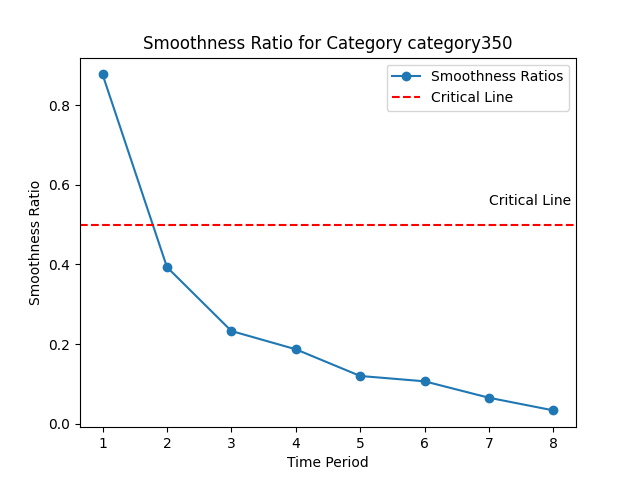 Smoothness Ratio for Category category350
Smoothness Ratios
Critical Line
Critical Line
Smoothness Ratio
0.8
0.6
0.4
0.2
0.0
1 2 3 4 5 6 7 8
Time Period